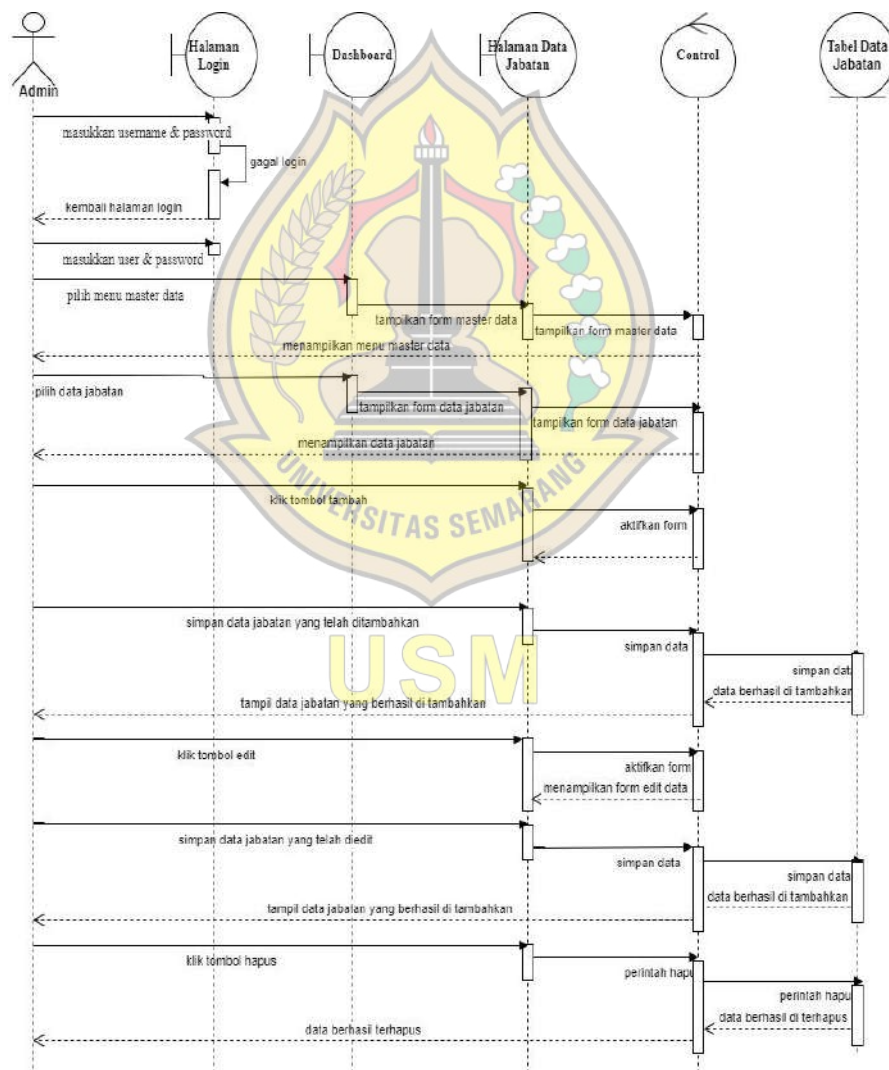 Halaman
Login
Dashboard
Halaman Data
Jabatan
Control
Tabel Data
Jabatan
Admin
masukkan username & password
gagal login
kembali halaman login
masukkan user & password
pilih menu master data
tampilkan form master data
tampilkan form master data
menampilkan menu master data
pilih data jabatan
tampilkan form data jabatan
tampilkan form data jabatan
menampilkan data jabatan
UNIVERSITAS SEMARANG
klik tombol tambah
aktifkan form
simpan data jabatan yang telah ditambahkan
simpan data
simpan dat
data berhasil di tambahkan
USM
tampil data jabatan yang berhasil di tambahkan
klik tombol edit
aktifkan form
menampilkan form edit data
simpan data jabatan yang telah diedit
simpan data
simpan data
data berhasil di tambahkan
tampil data jabatan yang berhasil di tambahkan
klik tombol hapus
perintah hapu
perintah hapu
data berhasil di terhapus
data berhasil terhapus